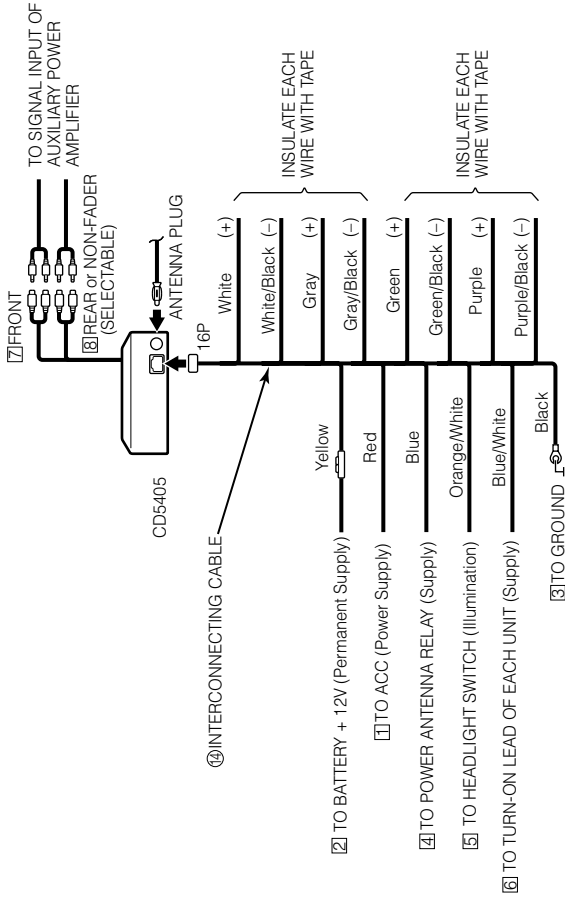 7 FRONT
8 REAR or NON-FADER
(SELECTABLE)
TO SIGNAL INPUT OF
AUXILIARY POWER
AMPLIFIER
ANTENNA PLUG
16P
CD5405
⑭INTERCONNECTING CABLE
White (+)
White/Black (−)
Gray (+)
Gray/Black (−)
INSULATE EACH
WIRE WITH TAPE
Green (+)
Green/Black (−)
Purple (+)
Purple/Black (−)
INSULATE EACH
WIRE WITH TAPE
Yellow
2 TO BATTERY + 12V (Permanent Supply)
Red
1 TO ACC (Power Supply)
Blue
4 TO POWER ANTENNA RELAY (Supply)
Orange/White
5 TO HEADLIGHT SWITCH (Illumination)
Blue/White
6 TO TURN-ON LEAD OF EACH UNIT (Supply)
Black
3 TO GROUND